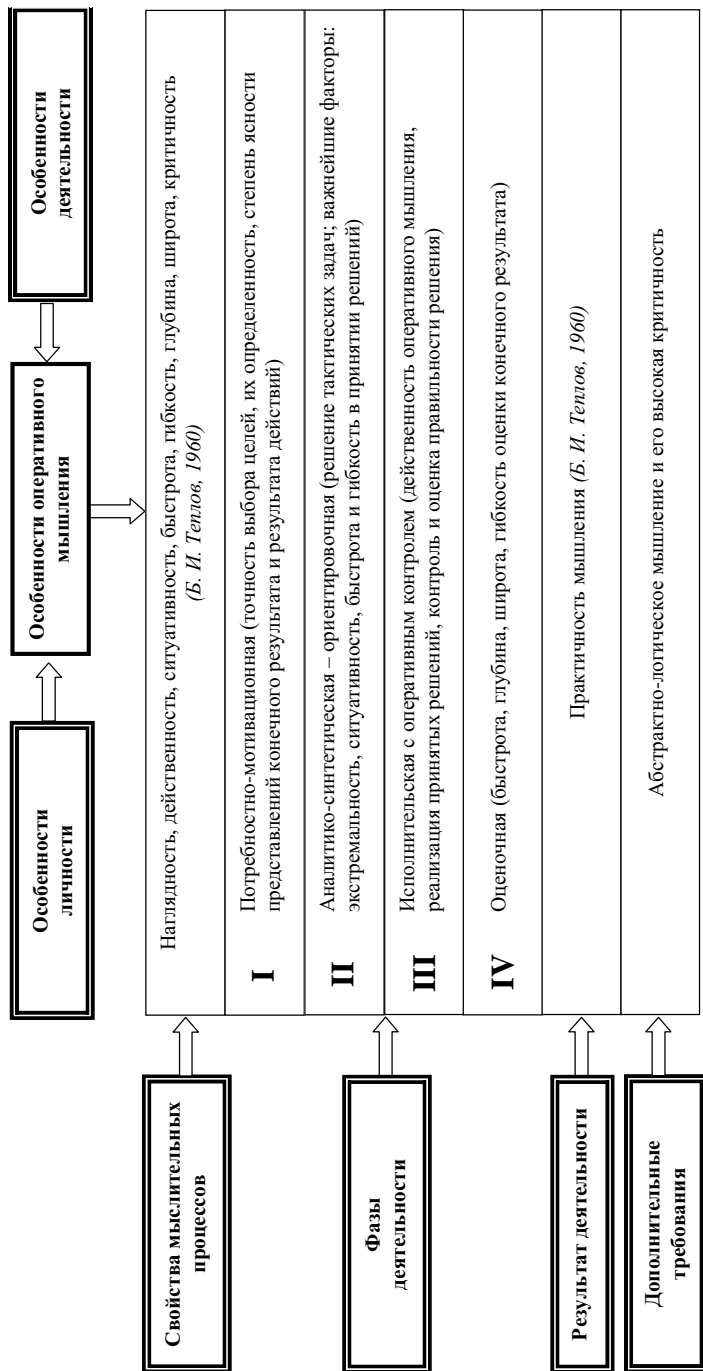 Особенности
личности
Особенности оперативного
мышления
Особенности
деятельности
Свойства мыслительных
процессов
Наглядность, действенность, ситуативность, быстрота, гибкость, глубина, широта, критичность
(Б. И. Теплов, 1960)
Фазы
деятельности
I
Потребностно-мотивационная (точность выбора целей, их определенность, степень ясности
представлений конечного результата и результата действий)
II
Аналитико-синтетическая – ориентировочная (решение тактических задач; важнейшие факторы:
экстремальность, ситуативность, быстрота и гибкость в принятии решений)
III
Исполнительская с оперативным контролем (действенность оперативного мышления,
реализация принятых решений, контроль и оценка правильности решения)
IV
Оценочная (быстрота, глубина, широта, гибкость оценки конечного результата)
Результат деятельности
Практичность мышления (Б. И. Теплов, 1960)
Дополнительные
требования
Абстрактно-логическое мышление и его высокая критичность